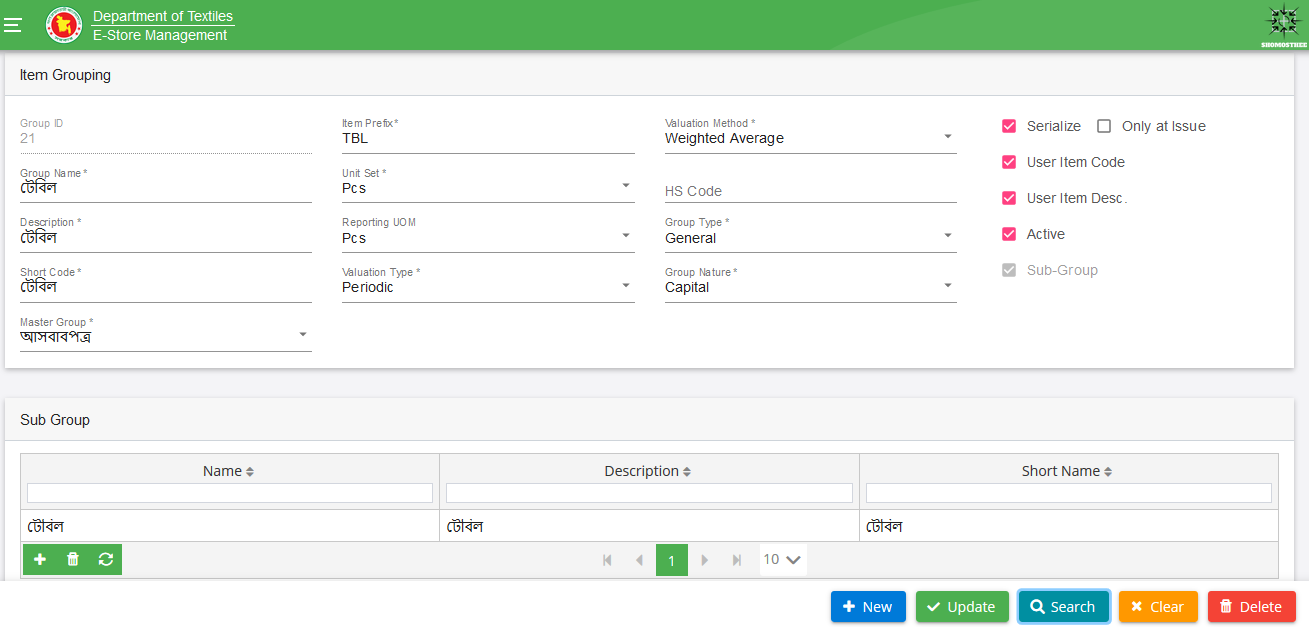 Department of Textiles
E-Store Management
SHOMOSTHEE
Item Grouping
Group ID
21
Item Prefix*
TBL
Valuation Method *
Weighted Average
Serialize
Only at Issue
Group Name *
টেবিল
Unit Set *
Pcs
HS Code
User Item Code
Description *
টেবিল
Reporting UOM
Pcs
Group Type *
General
User Item Desc.
Short Code *
টেবিল
Valuation Type *
Periodic
Group Nature *
Capital
Active
Sub-Group
Master Group *
আসবাবপত্র
Sub Group
Name
Description
Short Name
টেবিল
টেবিল
টেবিল
1
10
New
Update
Search
Clear
Delete